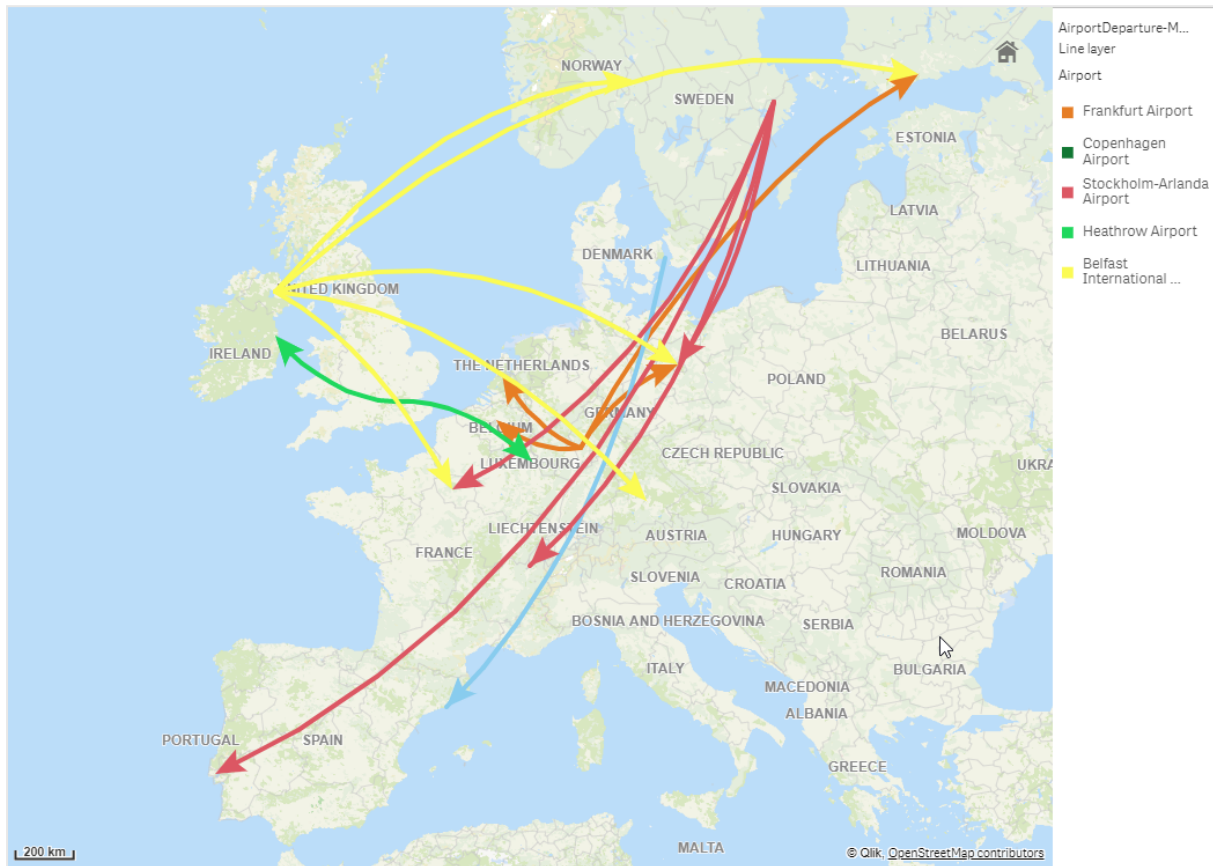 NORWAY
SWEDEN
ESTONIA
LATVIA
DENMARK
LITHUANIA
UNITED KINGDOM
BELARUS
IRELAND
THE NETHERLANDS
POLAND
GERMANY
BELGIUM
CZECH REPUBLIC
LUXEMBOURG
UKRA
SLOVAKIA
LIECHTENSTEIN
AUSTRIA
HUNGARY
MOLDOVA
FRANCE
SLOVENIA
CROATIA
ROMANIA
BOSNIA AND HERZEGOVINA
SERBIA
ITALY
BULGARIA
MACEDONIA
ALBANIA
PORTUGAL
SPAIN
GREECE
MALTA
200 km
© Qlik, OpenStreetMap contributors
AirportDeparture-M...
Line layer
Airport
Frankfurt Airport
Copenhagen
Airport
Stockholm-Arlanda
Airport
Heathrow Airport
Belfast
International ...